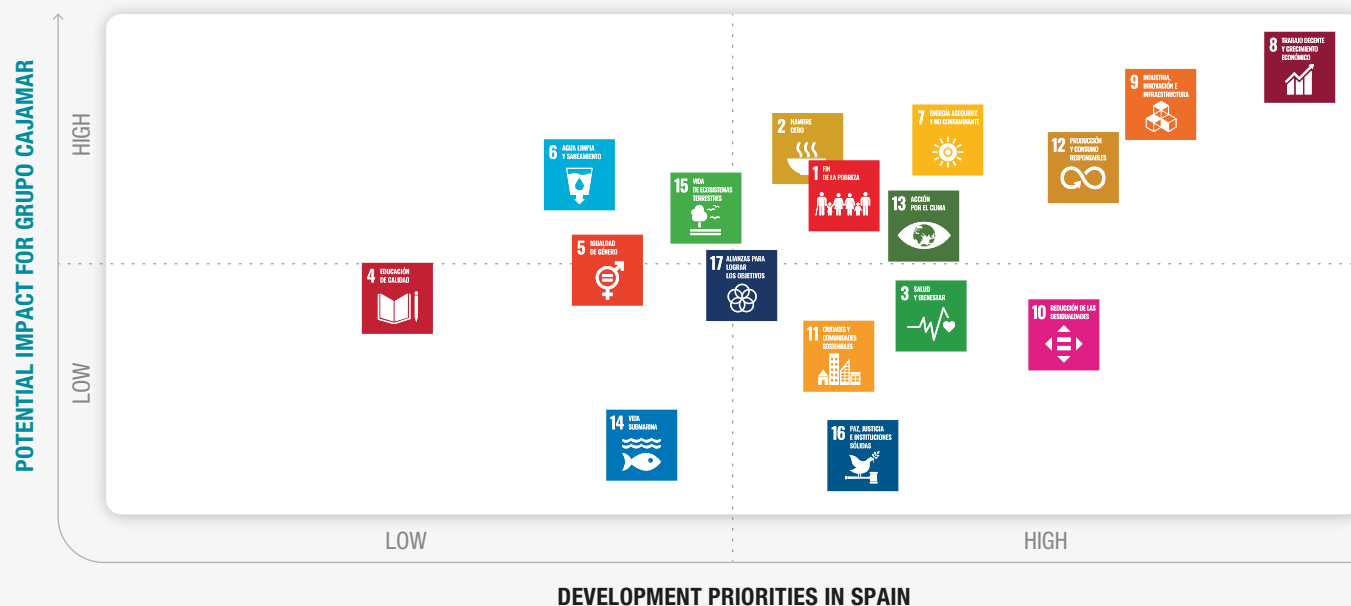 POTENTIAL IMPACT FOR GRUPO CAJAMAR
HIGH
LOW
8 TRABAJO DECENTE
Y CRECIMIENTO
ECONÓMICO
9 INDUSTRIA,
INNOVACIÓN E
INFRAESTRUCTURA
7 ENERGÍA ASEQUIBLE
Y NO CONTAMINANTE
2 HAMBRE
CERO
12 PRODUCCIÓN
Y CONSUMO
RESPONSABLES
6 AGUA LIMPIA
Y SANEAMIENTO
1 FIN
DE LA POBREZA
15 VIDA
DE ECOSISTEMAS
TERRESTRES
13 ACCIÓN
POR EL CLIMA
5 IGUALDAD
DE GÉNERO
17 ALIANZAS PARA
LOGRAR
LOS OBJETIVOS
4 EDUCACIÓN
DE CALIDAD
3 SALUD
Y BIENESTAR
10 REDUCCIÓN DE LAS
DESIGUALDADES
11 CIUDADES Y
COMUNIDADES
SOSTENIBLES
14 VIDA
SUBMARINA
16 PAZ, JUSTICIA
E INSTITUCIONES
SÓLIDAS
LOW
HIGH
DEVELOPMENT PRIORITIES IN SPAIN